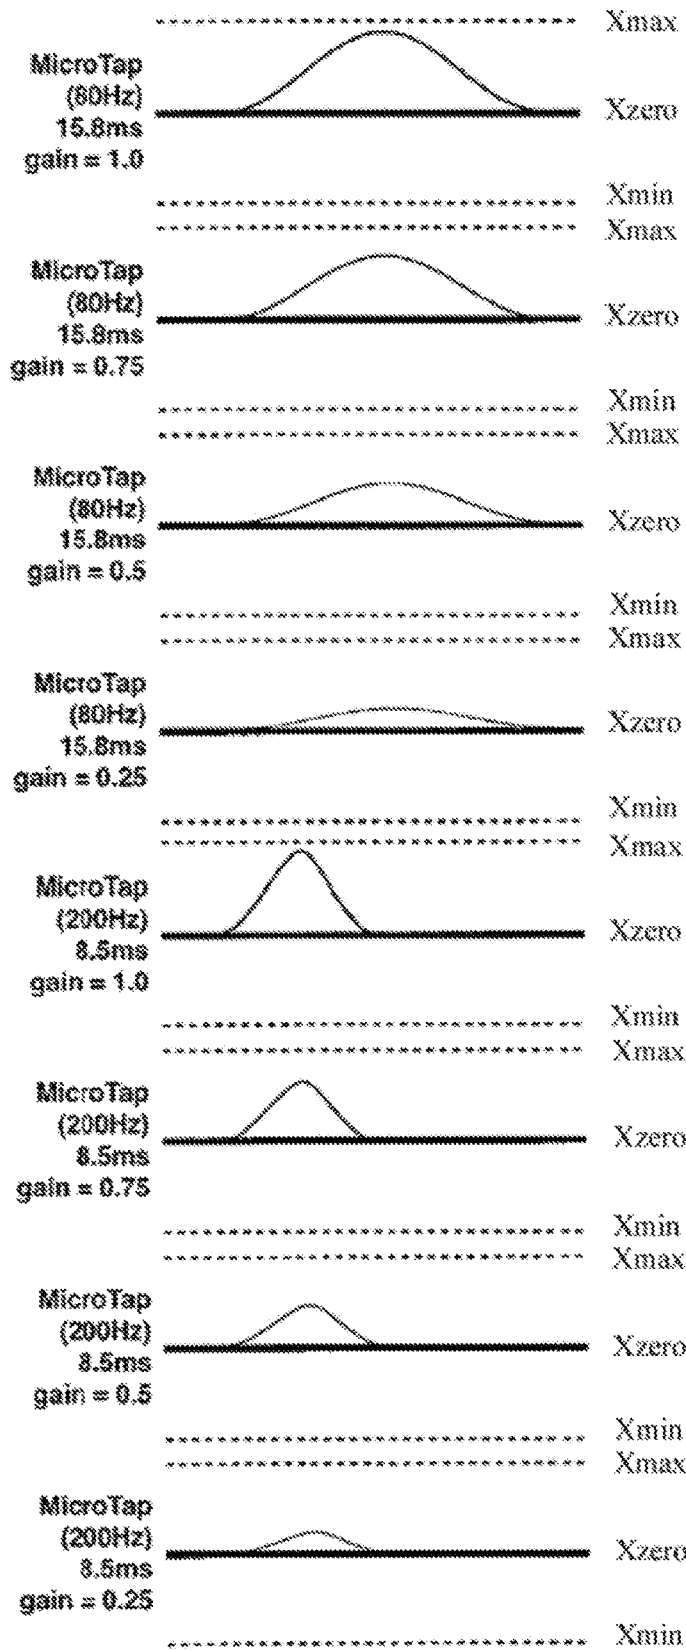 Xmax
MicroTap
(80Hz)
15.8ms
gain = 1.0
Xzero
Xmin
Xmax
MicroTap
(80Hz)
15.8ms
gain = 0.75
Xzero
Xmin
Xmax
MicroTap
(80Hz)
15.8ms
gain = 0.5
Xzero
Xmin
Xmax
MicroTap
(80Hz)
15.8ms
gain = 0.25
Xzero
Xmin
Xmax
MicroTap
(200Hz)
8.5ms
gain = 1.0
Xzero
Xmin
Xmax
MicroTap
(200Hz)
8.5ms
gain = 0.75
Xzero
Xmin
Xmax
MicroTap
(200Hz)
8.5ms
gain = 0.5
Xzero
Xmin
Xmax
MicroTap
(200Hz)
8.5ms
gain = 0.25
Xzero
Xmin